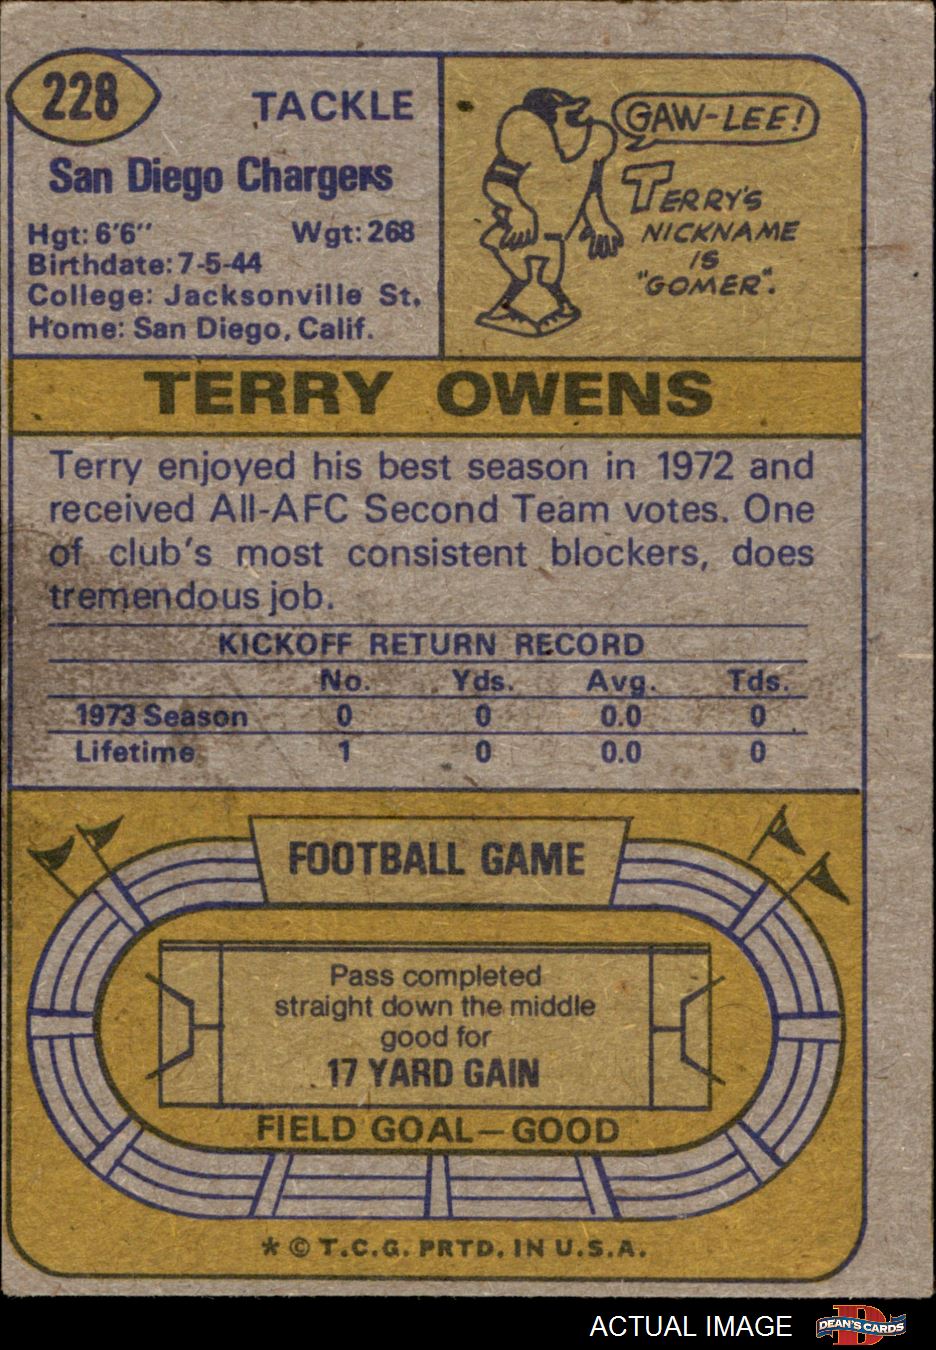 228
TACKLE
San Diego Chargers
Hgt: 6'6" Wgt: 268
Birthdate: 7-5-44
College: Jacksonville St.
Home: San Diego, Calif.
GAW-LEE!
TERRY'S
NICKNAME
IS
"GOMER".
TERRY OWENS
Terry enjoyed his best season in 1972 and
received All-AFC Second Team votes. One
of club's most consistent blockers, does
tremendous job.
KICKOFF RETURN RECORD
No. Yds. Avg. Tds.
1973 Season 0 0 0.0 0
Lifetime 1 0 0.0 0
FOOTBALL GAME
Pass completed
straight down the middle
good for
17 YARD GAIN
FIELD GOAL—GOOD
* © T.C.G. PRTD. IN U.S.A.
ACTUAL IMAGE
DEAN'S CARDS